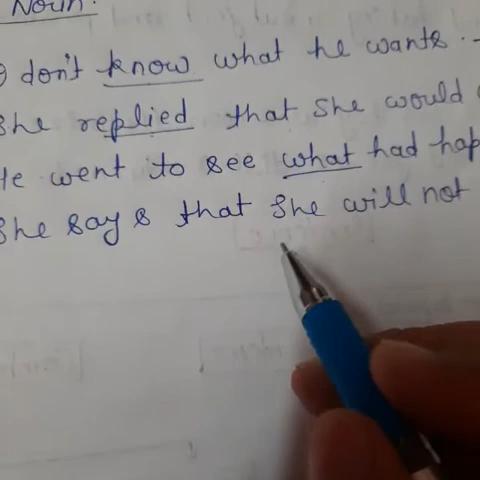 Noun.
don't know what he wants.
she replied that she would
He went to see what had
she says that she will not